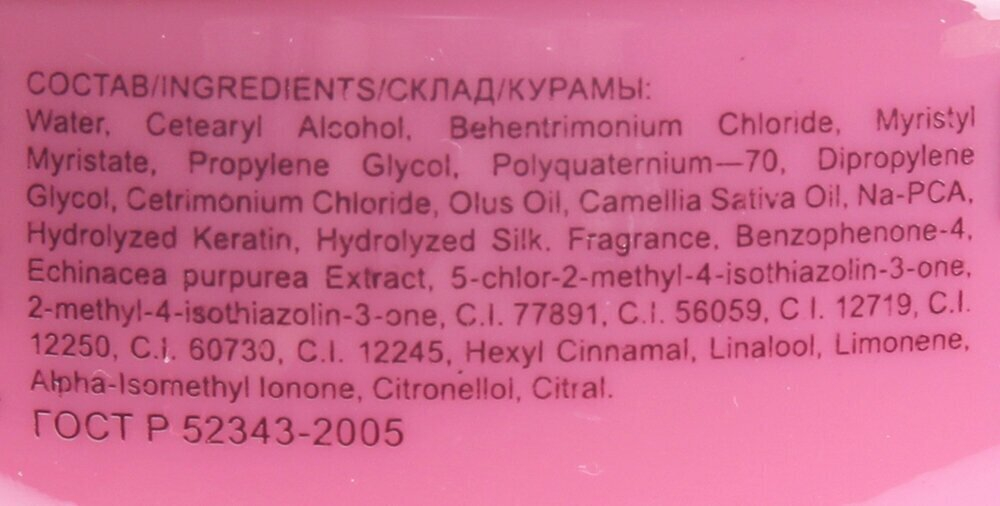 СОСТАВ/INGREDIENTS/СКЛАД/КУРАМЫ:
Water, Cetearyl Alcohol, Behentrimonium Chloride, Myristyl
Myristate, Propylene Glycol, Polyquaternium—70, Dipropylene
Glycol, Cetrimonium Chloride, Olus Oil, Camellia Sativa Oil, Na-PCA,
Hydrolyzed Keratin, Hydrolyzed Silk. Fragrance, Benzophenone-4,
Echinacea purpurea Extract, 5-chlor-2-methyl-4-isothiazolin-3-one,
2-methyl-4-isothiazolin-3-one, C.I. 77891, C.I. 56059, C I. 12719, C.I.
12250, C.I. 60730, C.I. 12245, Hexyl Cinnamal, Linalool, Limonene,
Alpha-Isomethyl Ionone, Citronellol, Citral.
ГОСТ Р 52343-2005